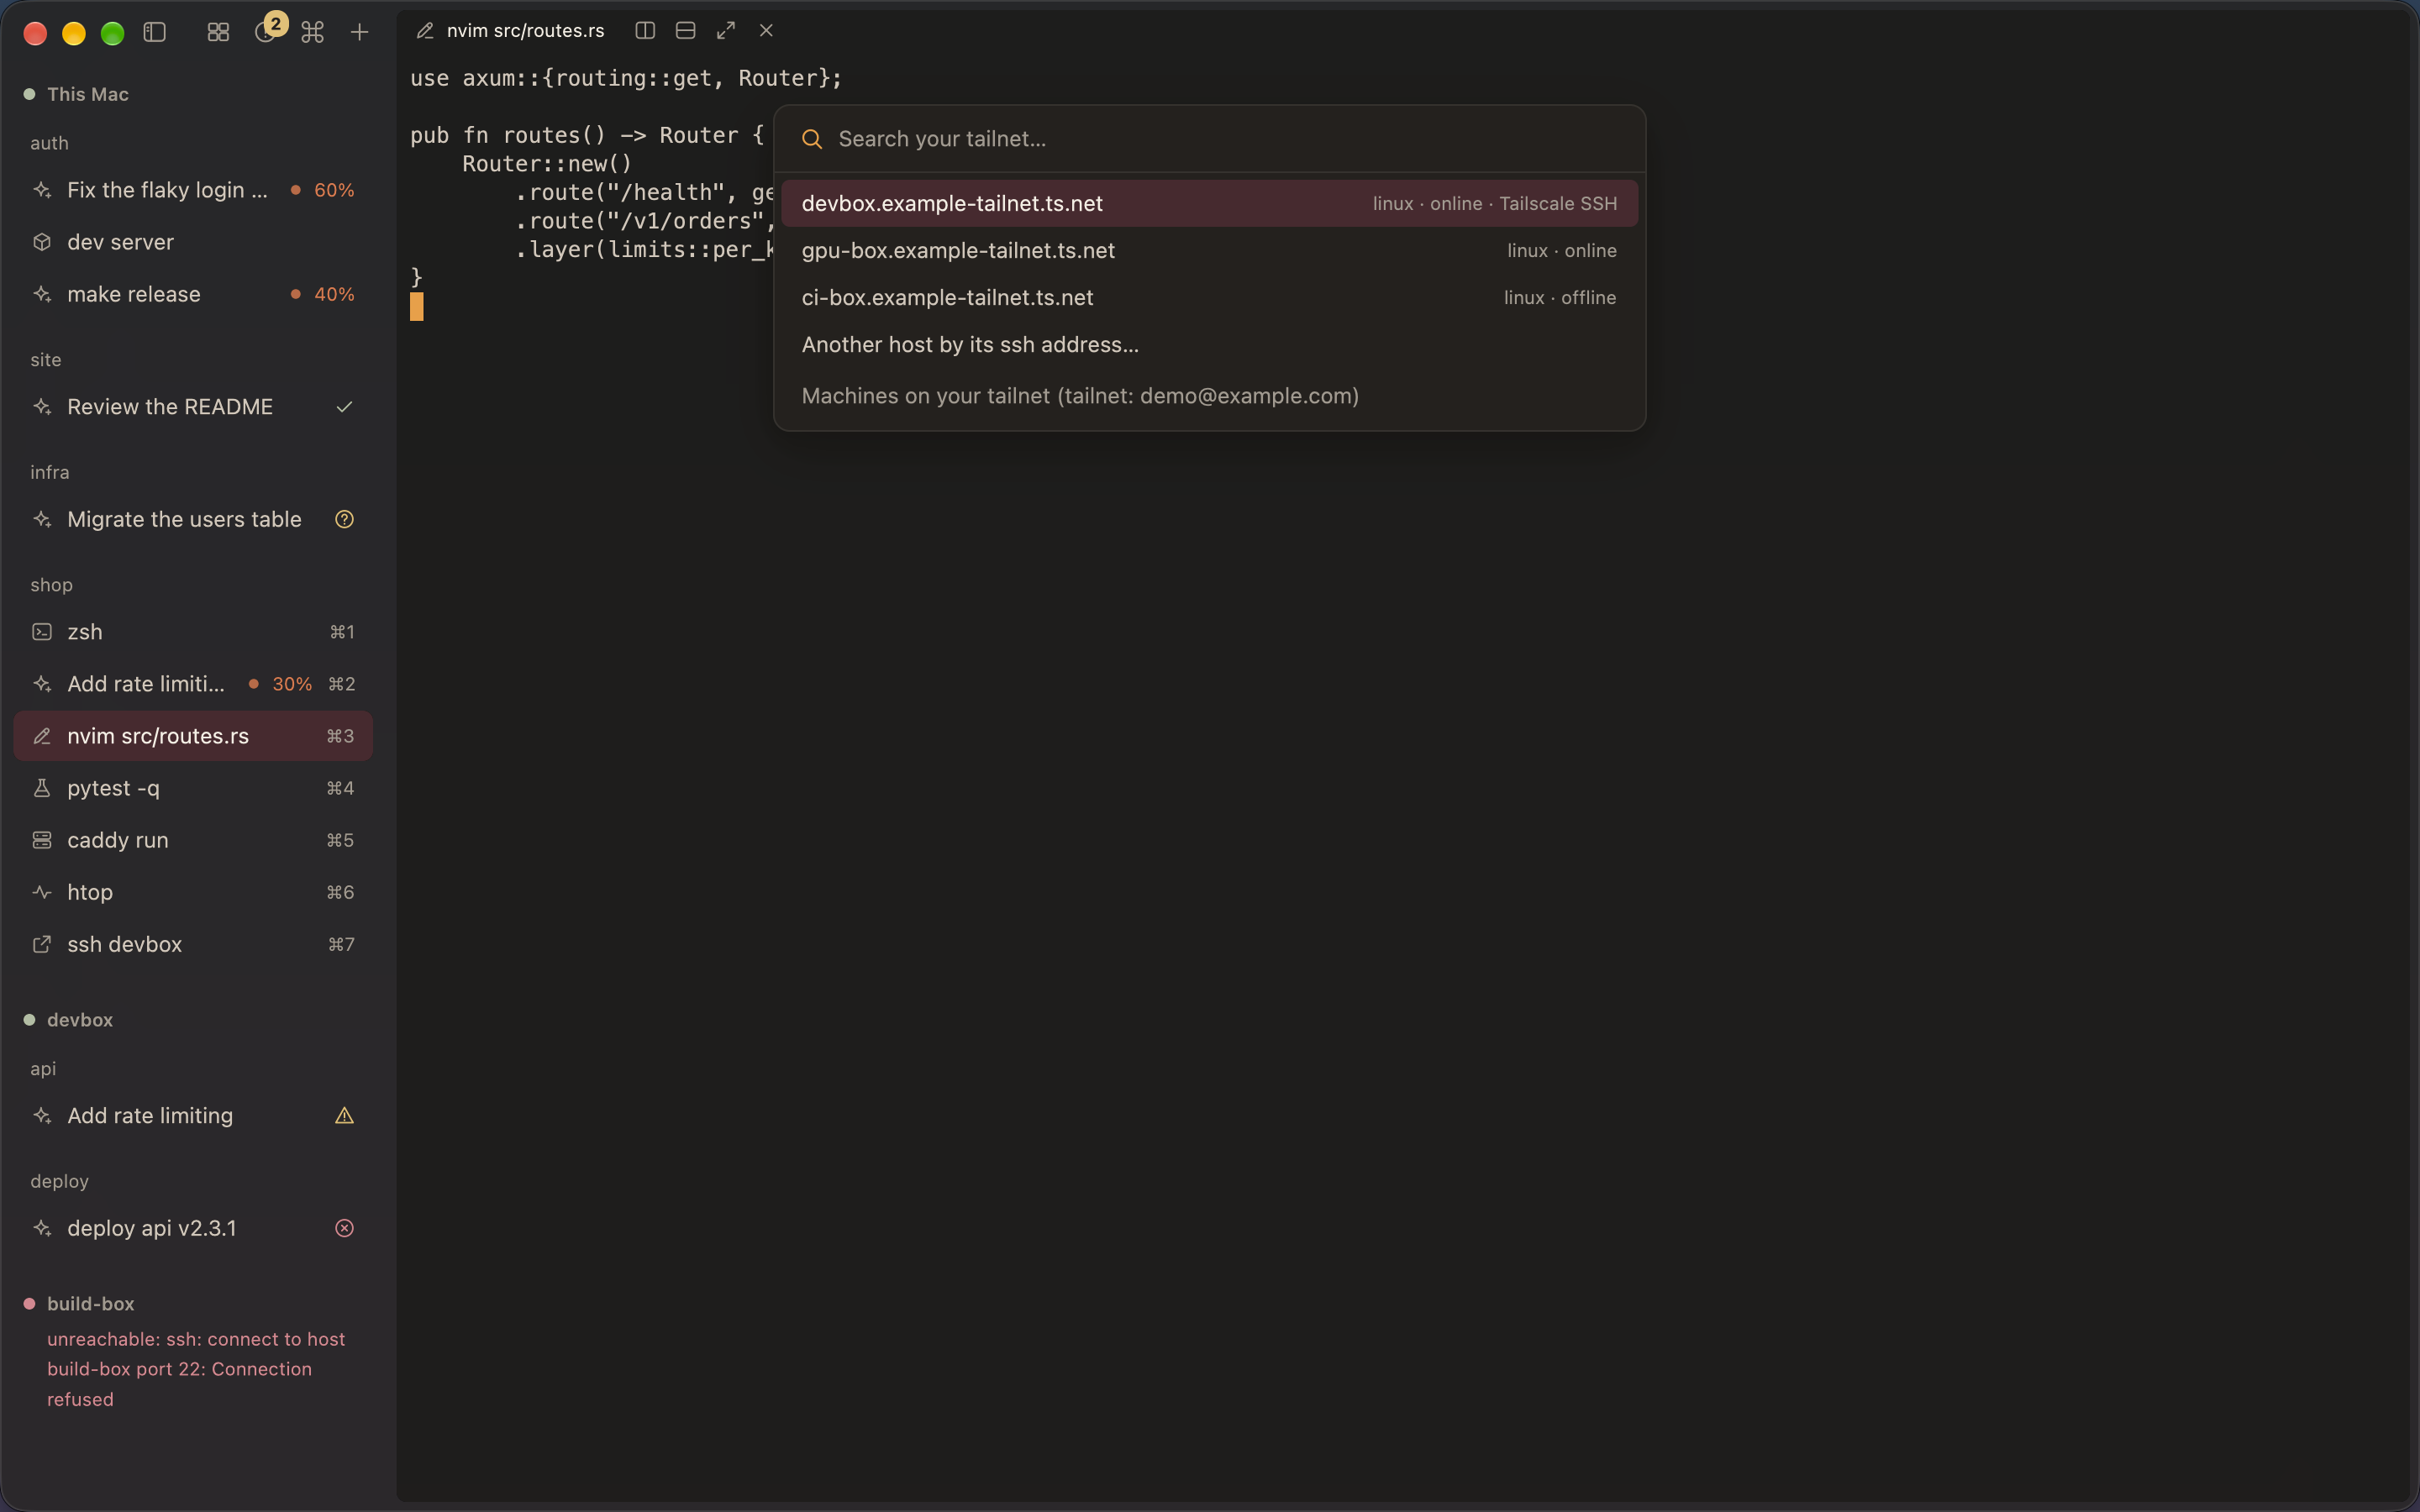 2
nvim src/routes.rs
This Mac
auth
Fix the flaky login ... 60%
dev server
make release 40%
site
Review the README
infra
Migrate the users table
shop
zsh ⌘1
Add rate limiti... 30% ⌘2
nvim src/routes.rs ⌘3
pytest -q ⌘4
caddy run ⌘5
htop ⌘6
ssh devbox ⌘7
devbox
api
Add rate limiting
deploy
deploy api v2.3.1
build-box
unreachable: ssh: connect to host
build-box port 22: Connection
refused
use axum::{routing::get, Router};
pub fn routes() -> Router {
Router::new()
.route("/health", ge
.route("/v1/orders",
.layer(limits::per_k
}
Search your tailnet...
devbox.example-tailnet.ts.net linux · online · Tailscale SSH
gpu-box.example-tailnet.ts.net linux · online
ci-box.example-tailnet.ts.net linux · offline
Another host by its ssh address...
Machines on your tailnet (tailnet: demo@example.com)